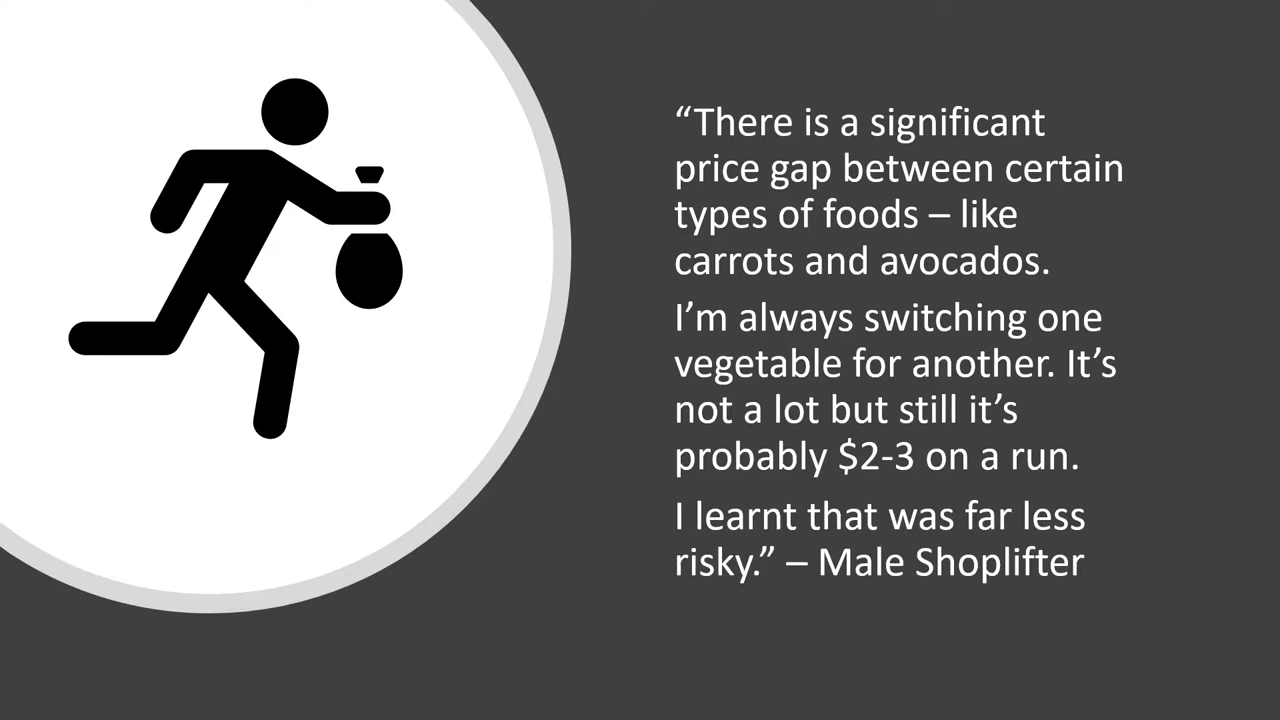 “There is a significant
price gap between certain
types of foods – like
carrots and avocados.
I’m always switching one
vegetable for another. It’s
not a lot but still it’s
probably $2-3 on a run.
I learnt that was far less
risky.” – Male Shoplifter